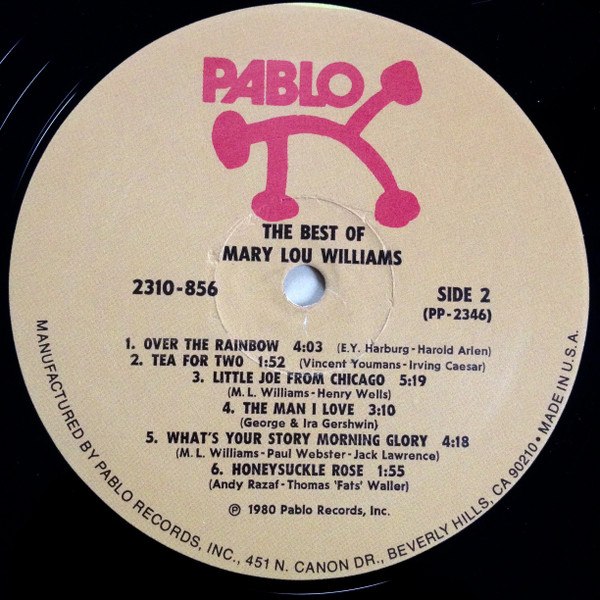 PABLO
THE BEST OF
MARY LOU WILLIAMS
2310-856
SIDE 2
(PP-2346)
1. OVER THE RAINBOW 4:03 (E.Y. Harburg-Harold Arlen)
2. TEA FOR TWO 1:52 (Vincent Youmans-Irving Caesar)
3. LITTLE JOE FROM CHICAGO 5:19
(M.L. Williams-Henry Wells)
4. THE MAN I LOVE 3:10
(George & Ira Gershwin)
5. WHAT'S YOUR STORY MORNING GLORY 4:18
(M.L. Williams-Paul Webster-Jack Lawrence)
6. HONEYSUCKLE ROSE 1:55
(Andy Razaf-Thomas 'Fats' Waller)
℗ 1980 Pablo Records, Inc.
MANUFACTURED BY PABLO RECORDS, INC., 451 N. CANON DR., BEVERLY HILLS, CA 90210 • MADE IN U.S.A.